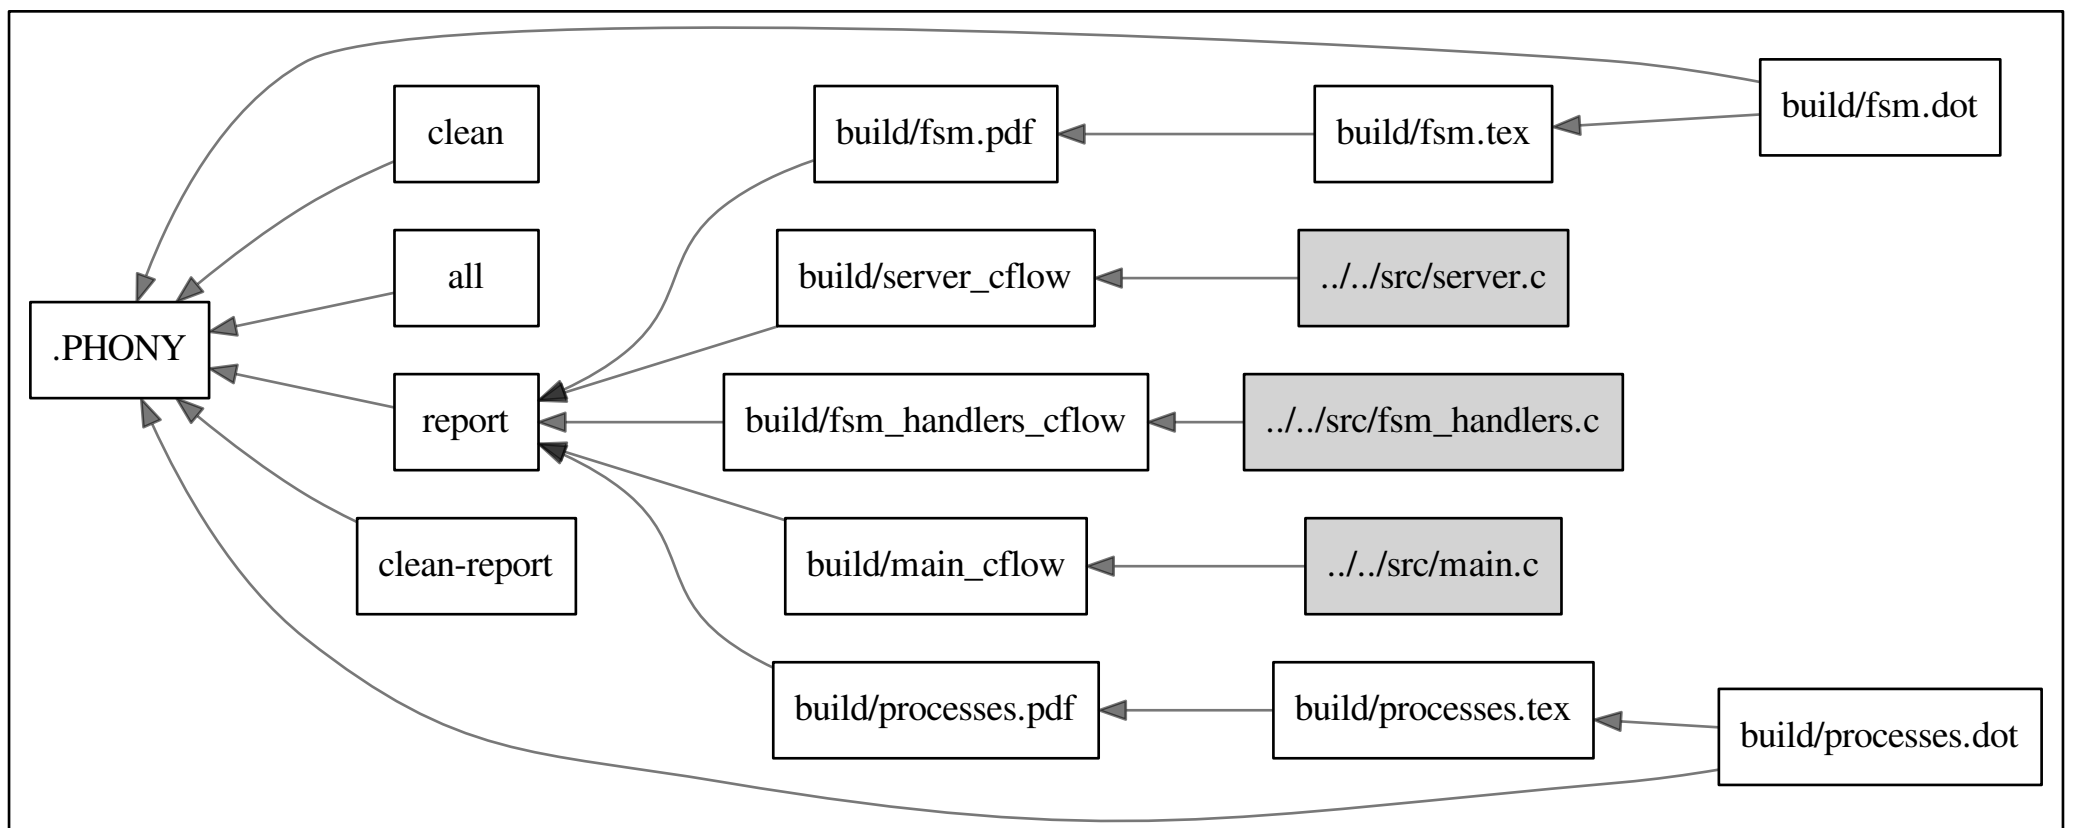 build/fsm.dot
clean
build/fsm.pdf
build/fsm.tex
all
build/server_cflow
../../src/server.c
.PHONY
report
build/fsm_handlers_cflow
../../src/fsm_handlers.c
clean-report
build/main_cflow
../../src/main.c
build/processes.pdf
build/processes.tex
build/processes.dot